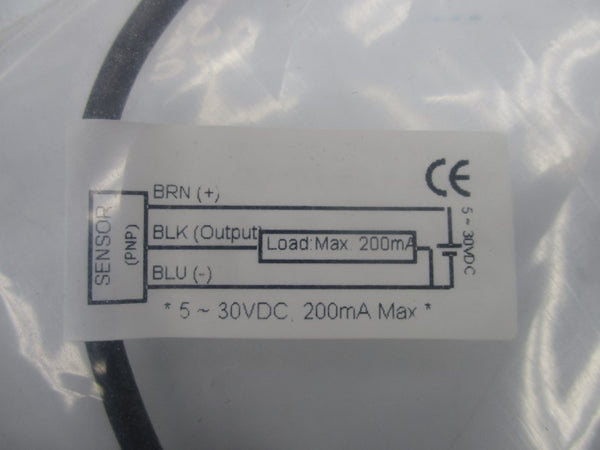 CE
BRN (+)
5 ~ 30VDC
SENSOR
(PNP)
BLK (Output)
Load:Max. 200mA
BLU (-)
* 5 ~ 30VDC, 200mA Max *